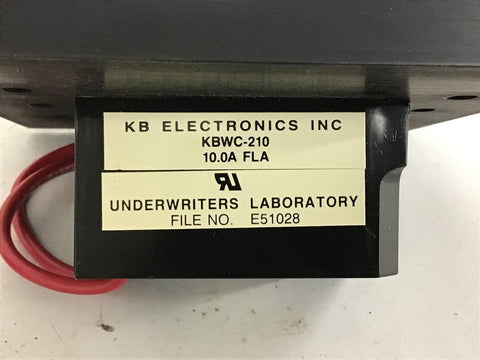 KB ELECTRONICS INC
KBWC-210
10.0A FLA
UNDERWRITERS LABORATORY
FILE NO. E51028